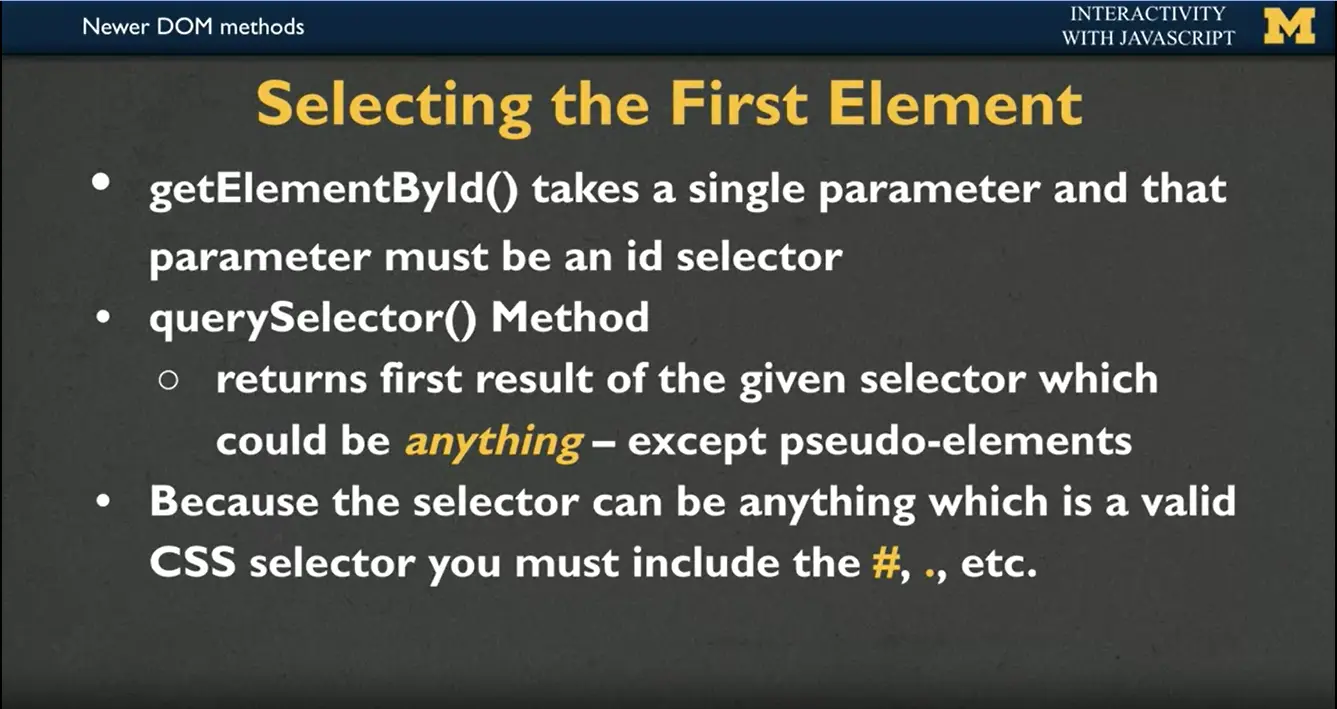 Newer DOM methods
INTERACTIVITY
WITH JAVASCRIPT
M
Selecting the First Element
• getElementById() takes a single parameter and that
parameter must be an id selector
• querySelector() Method
○ returns first result of the given selector which
could be anything – except pseudo-elements
• Because the selector can be anything which is a valid
CSS selector you must include the #, ., etc.